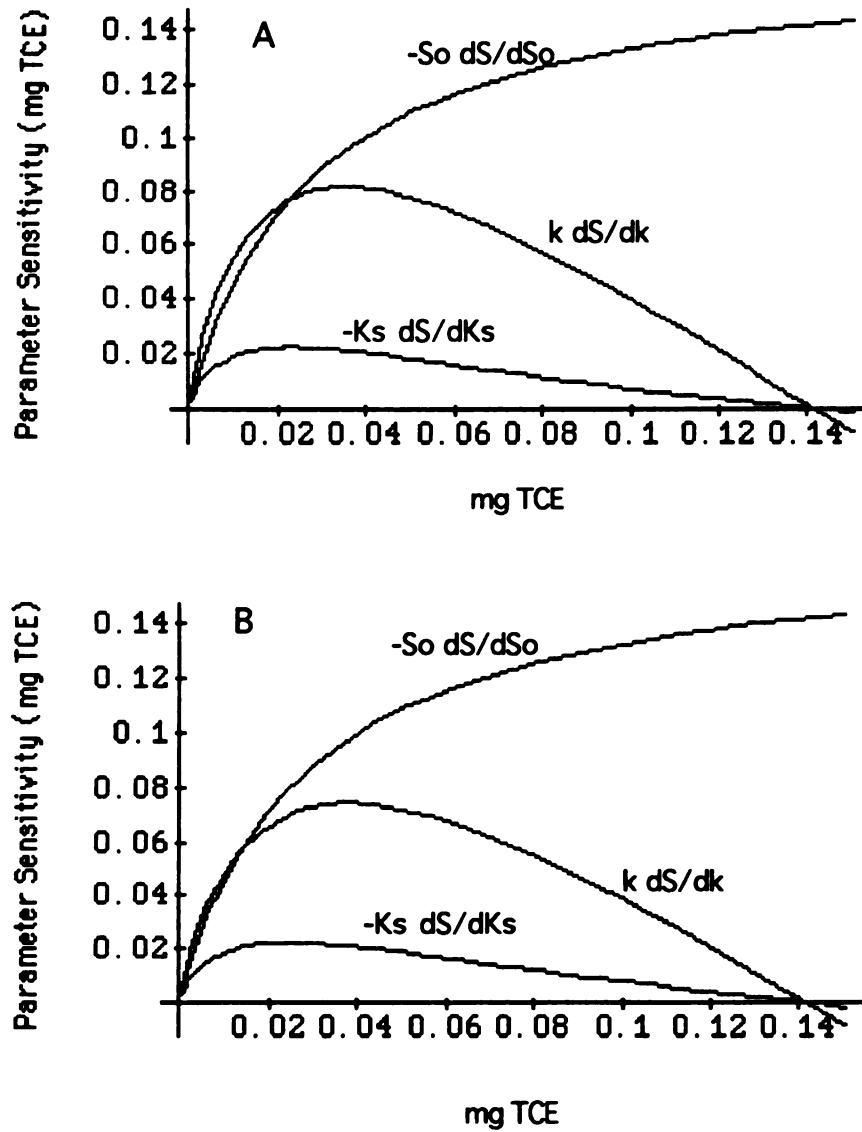 A
Parameter Sensitivity (mg TCE)
0.14
0.12
0.1
0.08
0.06
0.04
0.02
-So dS/dSo
k dS/dk
-Ks dS/dKs
0.02 0.04 0.06 0.08 0.1 0.12 0.14
mg TCE
B
Parameter Sensitivity (mg TCE)
0.14
0.12
0.1
0.08
0.06
0.04
0.02
-So dS/dSo
k dS/dk
-Ks dS/dKs
0.02 0.04 0.06 0.08 0.1 0.12 0.14
mg TCE